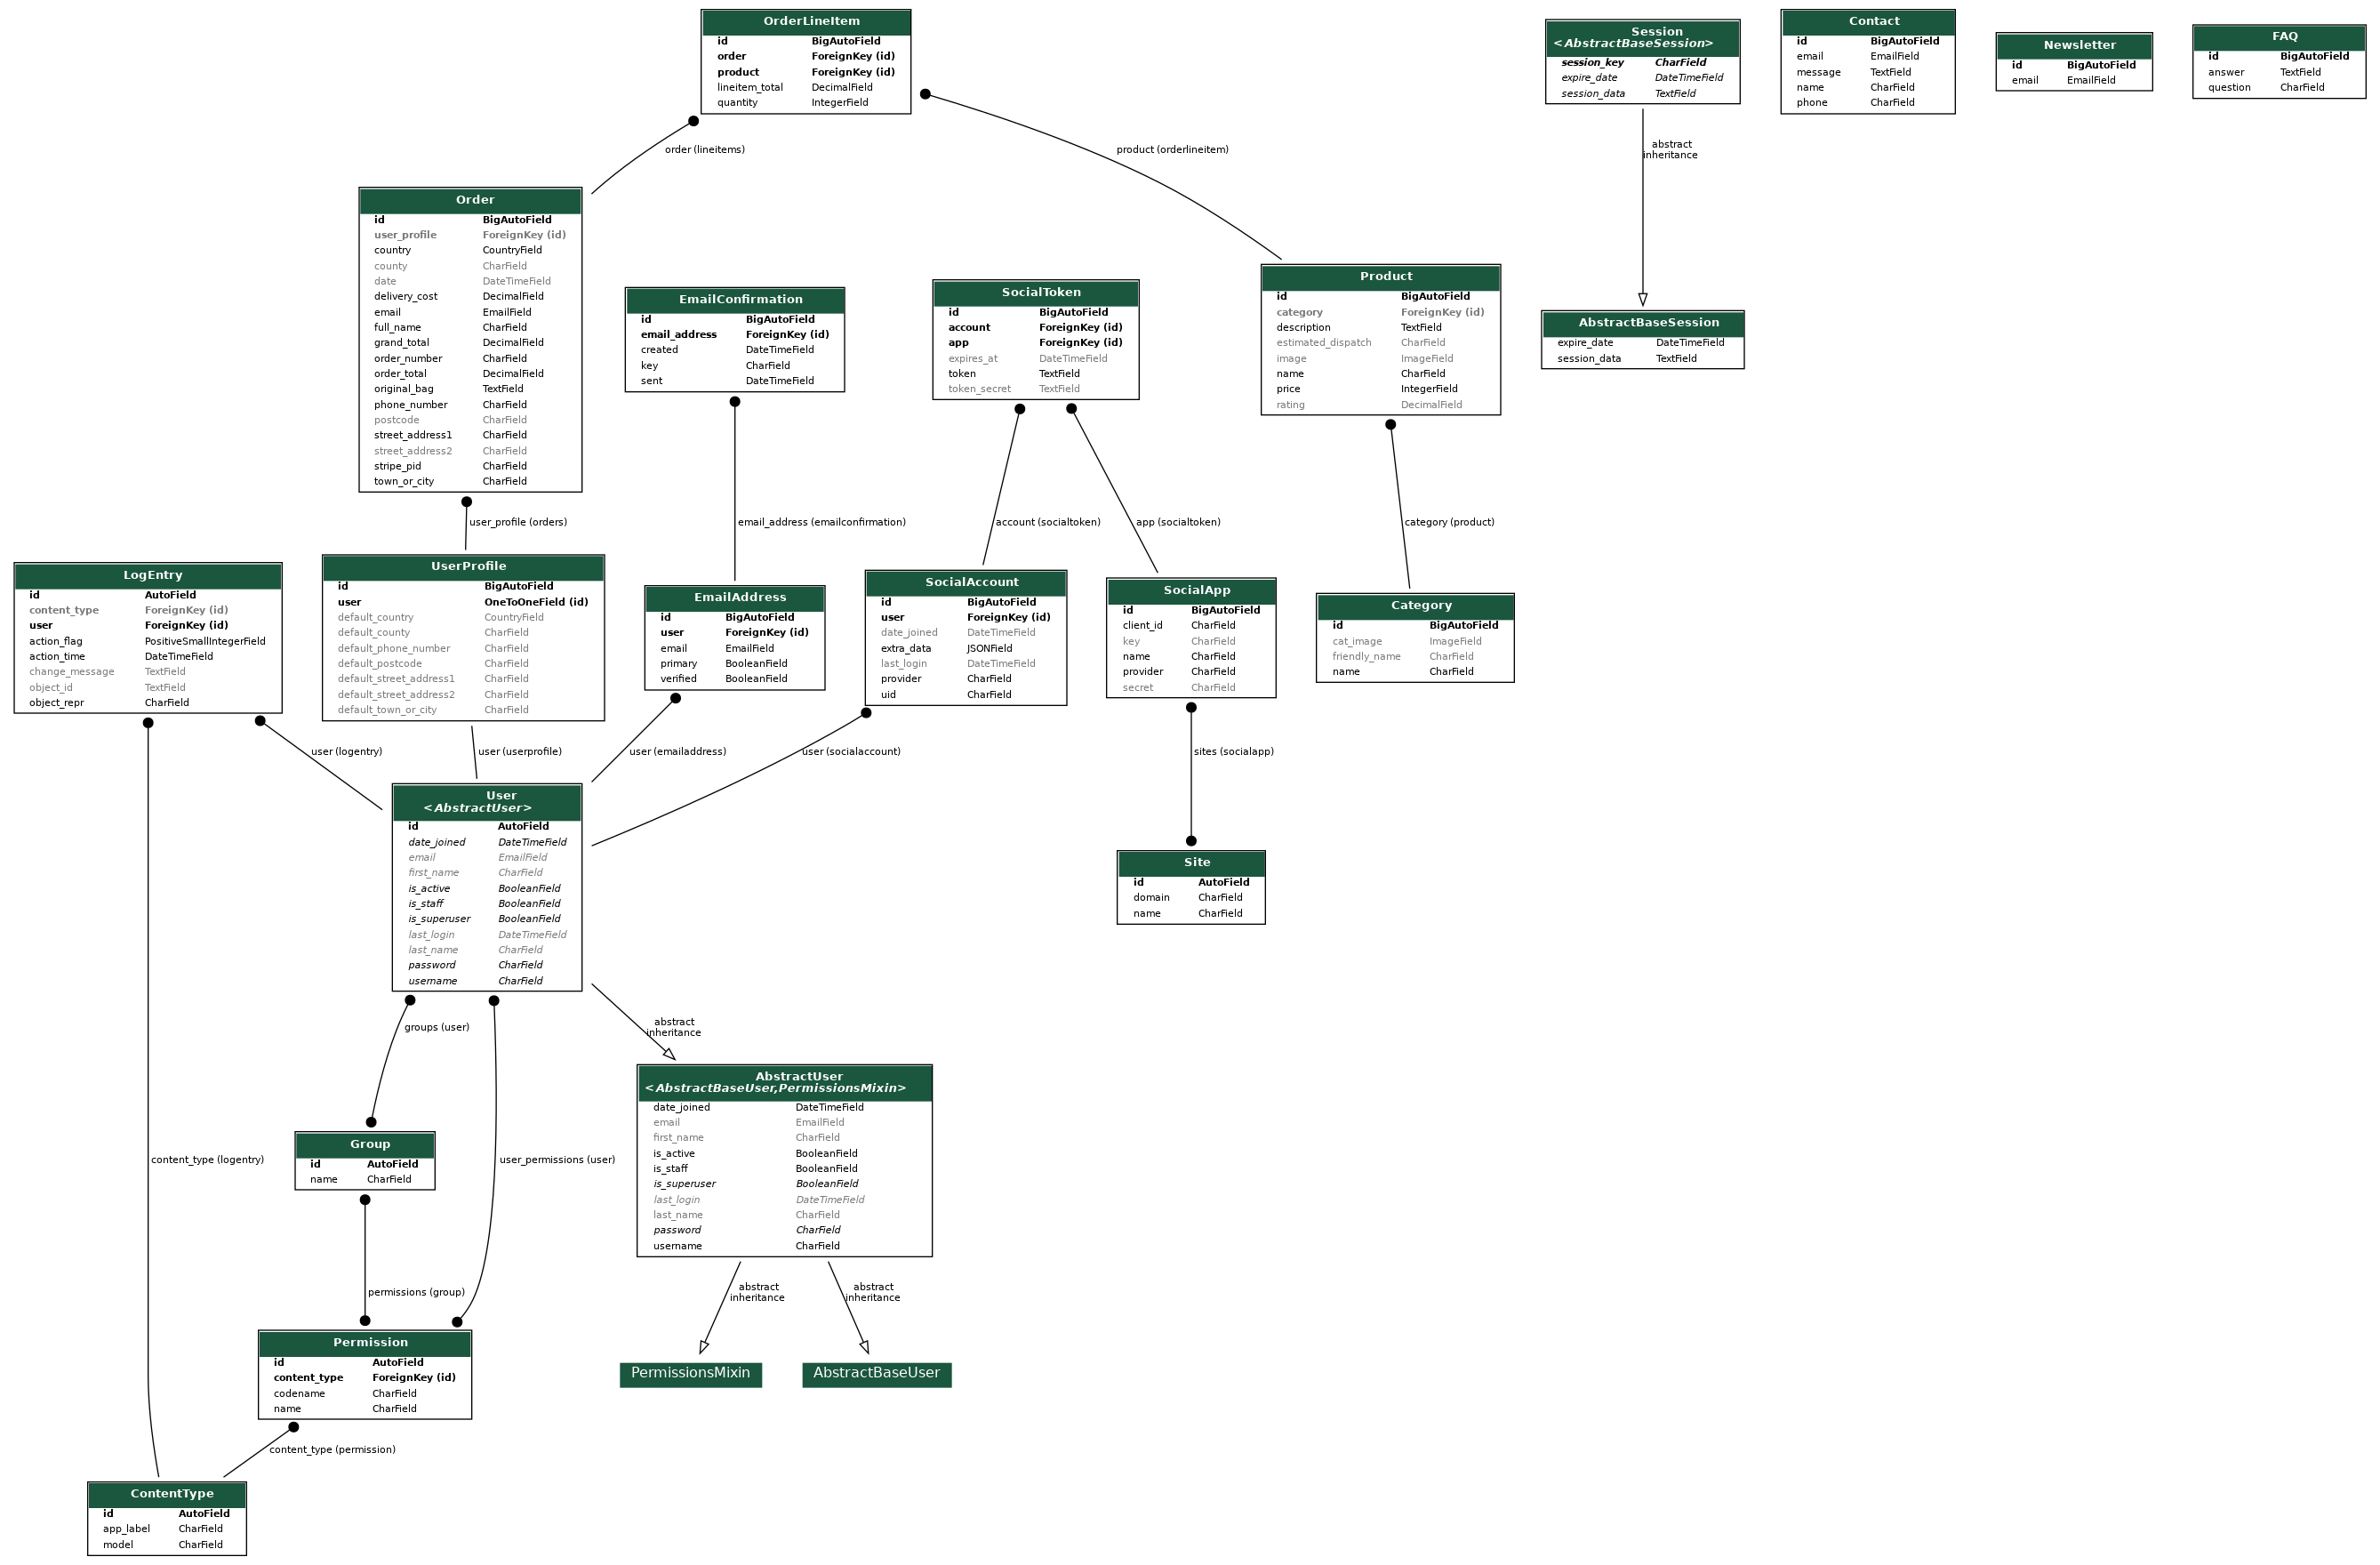 OrderLineItem
id BigAutoField
order ForeignKey (id)
product ForeignKey (id)
lineitem_total DecimalField
quantity IntegerField
Session
<AbstractBaseSession>
session_key CharField
expire_date DateTimeField
session_data TextField
Contact
id BigAutoField
email EmailField
message TextField
name CharField
phone CharField
Newsletter
id BigAutoField
email EmailField
FAQ
id BigAutoField
answer TextField
question CharField
order (lineitems)
product (orderlineitem)
abstract
inheritance
Order
id BigAutoField
user_profile ForeignKey (id)
country CountryField
county CharField
date DateTimeField
delivery_cost DecimalField
email EmailField
full_name CharField
grand_total DecimalField
order_number CharField
order_total DecimalField
original_bag TextField
phone_number CharField
postcode CharField
street_address1 CharField
street_address2 CharField
stripe_pid CharField
town_or_city CharField
EmailConfirmation
id BigAutoField
email_address ForeignKey (id)
created DateTimeField
key CharField
sent DateTimeField
SocialToken
id BigAutoField
account ForeignKey (id)
app ForeignKey (id)
expires_at DateTimeField
token TextField
token_secret TextField
Product
id BigAutoField
category ForeignKey (id)
description TextField
estimated_dispatch CharField
image ImageField
name CharField
price IntegerField
rating DecimalField
AbstractBaseSession
expire_date DateTimeField
session_data TextField
user_profile (orders)
email_address (emailconfirmation)
account (socialtoken)
app (socialtoken)
category (product)
LogEntry
id AutoField
content_type ForeignKey (id)
user ForeignKey (id)
action_flag PositiveSmallIntegerField
action_time DateTimeField
change_message TextField
object_id TextField
object_repr CharField
UserProfile
id BigAutoField
user OneToOneField (id)
default_country CountryField
default_county CharField
default_phone_number CharField
default_postcode CharField
default_street_address1 CharField
default_street_address2 CharField
default_town_or_city CharField
EmailAddress
id BigAutoField
user ForeignKey (id)
email EmailField
primary BooleanField
verified BooleanField
SocialAccount
id BigAutoField
user ForeignKey (id)
date_joined DateTimeField
extra_data JSONField
last_login DateTimeField
provider CharField
uid CharField
SocialApp
id BigAutoField
client_id CharField
key CharField
name CharField
provider CharField
secret CharField
Category
id BigAutoField
cat_image ImageField
friendly_name CharField
name CharField
user (logentry)
user (userprofile)
user (emailaddress)
user (socialaccount)
sites (socialapp)
User
<AbstractUser>
id AutoField
date_joined DateTimeField
email EmailField
first_name CharField
is_active BooleanField
is_staff BooleanField
is_superuser BooleanField
last_login DateTimeField
last_name CharField
password CharField
username CharField
Site
id AutoField
domain CharField
name CharField
groups (user)
abstract
inheritance
AbstractUser
<AbstractBaseUser,PermissionsMixin>
date_joined DateTimeField
email EmailField
first_name CharField
is_active BooleanField
is_staff BooleanField
is_superuser BooleanField
last_login DateTimeField
last_name CharField
password CharField
username CharField
content_type (logentry)
Group
id AutoField
name CharField
user_permissions (user)
permissions (group)
abstract
inheritance
abstract
inheritance
Permission
id AutoField
content_type ForeignKey (id)
codename CharField
name CharField
PermissionsMixin
AbstractBaseUser
content_type (permission)
ContentType
id AutoField
app_label CharField
model CharField